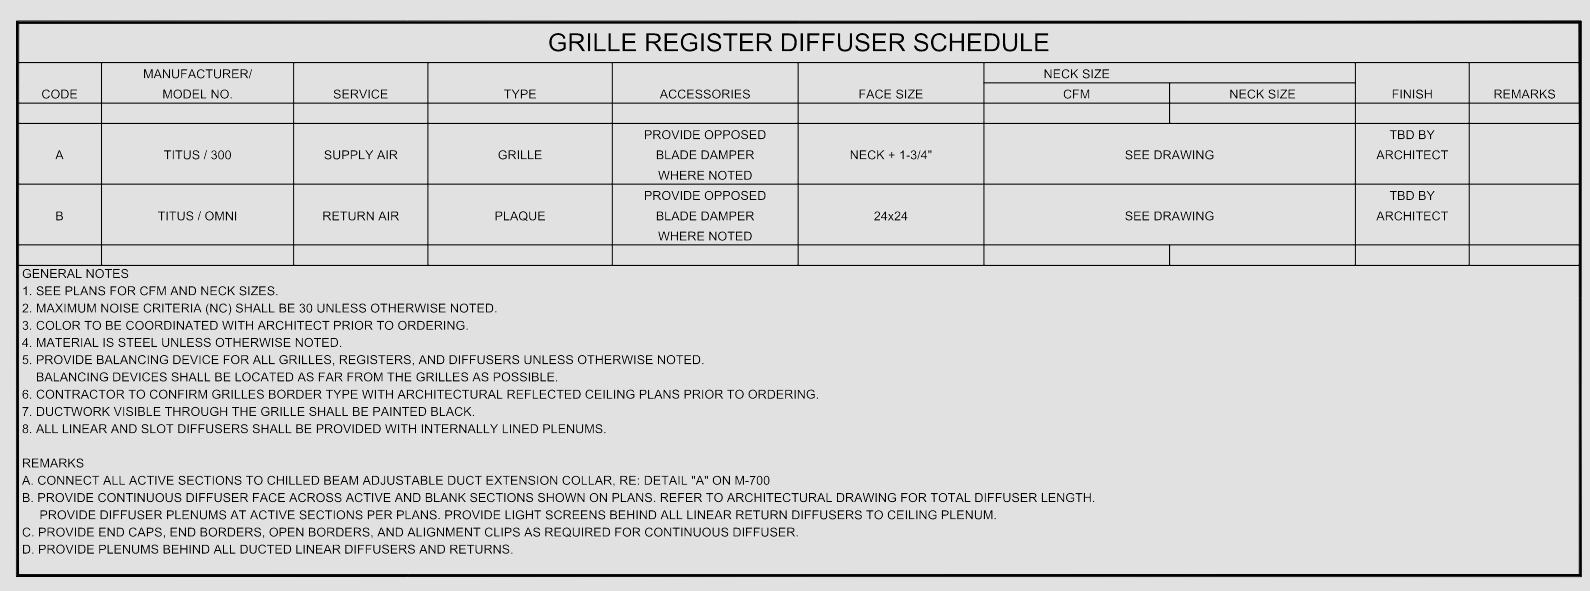 GRILLE REGISTER DIFFUSER SCHEDULE
MANUFACTURER/ NECK SIZE
CODE MODEL NO. SERVICE TYPE ACCESSORIES FACE SIZE CFM NECK SIZE FINISH REMARKS
PROVIDE OPPOSED TBD BY
A TITUS / 300 SUPPLY AIR GRILLE BLADE DAMPER NECK + 1-3/4" SEE DRAWING ARCHITECT
WHERE NOTED
PROVIDE OPPOSED TBD BY
B TITUS / OMNI RETURN AIR PLAQUE BLADE DAMPER 24x24 SEE DRAWING ARCHITECT
WHERE NOTED
GENERAL NOTES
1. SEE PLANS FOR CFM AND NECK SIZES.
2. MAXIMUM NOISE CRITERIA (NC) SHALL BE 30 UNLESS OTHERWISE NOTED.
3. COLOR TO BE COORDINATED WITH ARCHITECT PRIOR TO ORDERING.
4. MATERIAL IS STEEL UNLESS OTHERWISE NOTED.
5. PROVIDE BALANCING DEVICE FOR ALL GRILLES, REGISTERS, AND DIFFUSERS UNLESS OTHERWISE NOTED.
BALANCING DEVICES SHALL BE LOCATED AS FAR FROM THE GRILLES AS POSSIBLE.
6. CONTRACTOR TO CONFIRM GRILLES BORDER TYPE WITH ARCHITECTURAL REFLECTED CEILING PLANS PRIOR TO ORDERING.
7. DUCTWORK VISIBLE THROUGH THE GRILLE SHALL BE PAINTED BLACK.
8. ALL LINEAR AND SLOT DIFFUSERS SHALL BE PROVIDED WITH INTERNALLY LINED PLENUMS.
REMARKS
A. CONNECT ALL ACTIVE SECTIONS TO CHILLED BEAM ADJUSTABLE DUCT EXTENSION COLLAR, RE: DETAIL "A" ON M-700
B. PROVIDE CONTINUOUS DIFFUSER FACE ACROSS ACTIVE AND BLANK SECTIONS SHOWN ON PLANS. REFER TO ARCHITECTURAL DRAWING FOR TOTAL DIFFUSER LENGTH.
PROVIDE DIFFUSER PLENUMS AT ACTIVE SECTIONS PER PLANS. PROVIDE LIGHT SCREENS BEHIND ALL LINEAR RETURN DIFFUSERS TO CEILING PLENUM.
C. PROVIDE END CAPS, END BORDERS, OPEN BORDERS, AND ALIGNMENT CLIPS AS REQUIRED FOR CONTINUOUS DIFFUSER.
D. PROVIDE PLENUMS BEHIND ALL DUCTED LINEAR DIFFUSERS AND RETURNS.